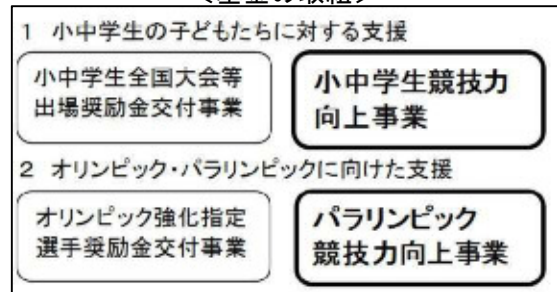 1 小中学生の子どもたちに対する支援
小中学生全国大会等
出場奨励金交付事業
小中学生競技力
向上事業
2 オリンピック・パラリンピックに向けた支援
オリンピック強化指定
選手奨励金交付事業
パラリンピック
競技力向上事業